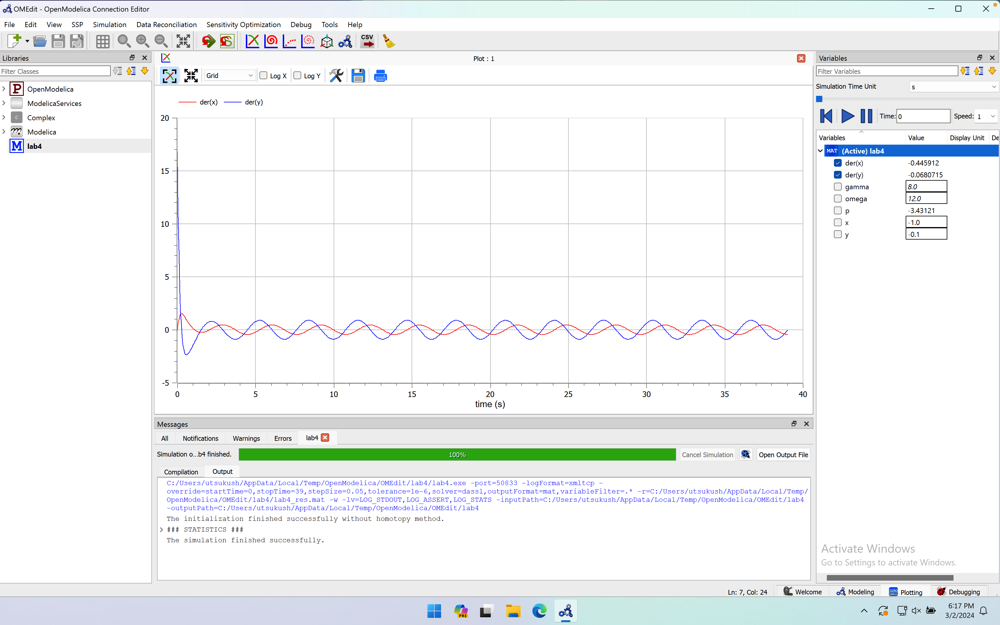 OMEdit - OpenModelica Connection Editor
File Edit View SSP Simulation Data Reconciliation Sensitivity Optimization Debug Tools Help
CSV
Libraries
Filter Classes
P OpenModelica
ModelicaServices
C Complex
Modelica
M lab4
Plot : 1
Grid Log X Log Y
der(x) der(y)
20
15
10
5
0
-5
0 5 10 15 20 25 30 35 40
time (s)
Messages
All Notifications Warnings Errors lab4
Simulation o...b4 finished. 100% Cancel Simulation Open Output File
Compilation Output
C:/Users/utsukush/AppData/Local/Temp/OpenModelica/OMEdit/lab4/lab4.exe -port=50833 -logFormat=xmltcp -
override=startTime=0,stopTime=39,stepSize=0.05,tolerance=1e-6,solver=dassl,outputFormat=mat,variableFilter=.* -r=C:/Users/utsukush/AppData/Local/Temp/
OpenModelica/OMEdit/lab4/lab4_res.mat -w -lv=LOG_STDOUT,LOG_ASSERT,LOG_STATS -inputPath=C:/Users/utsukush/AppData/Local/Temp/OpenModelica/OMEdit/lab4
-outputPath=C:/Users/utsukush/AppData/Local/Temp/OpenModelica/OMEdit/lab4
The initialization finished successfully without homotopy method.
### STATISTICS ###
The simulation finished successfully.
Variables
Filter Variables
Simulation Time Unit s
Time: 0 Speed: 1
Variables Value Display Unit De
MAT (Active) lab4
der(x) -0.445912
der(y) -0.0680715
gamma 8.0
omega 12.0
p -3.43121
x -1.0
y -0.1
Activate Windows
Go to Settings to activate Windows.
Ln: 7, Col: 24 Welcome Modeling Plotting Debugging
PRE
6:17 PM
3/2/2024